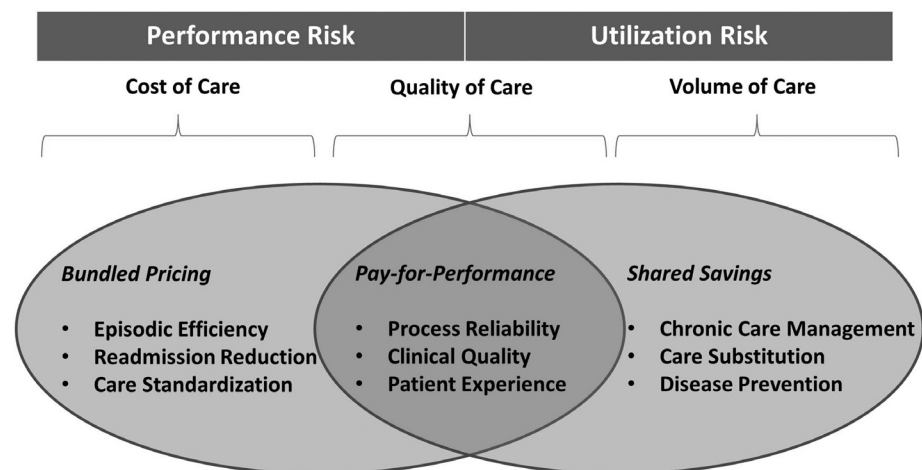 Performance Risk
Utilization Risk
Cost of Care
Quality of Care
Volume of Care
Bundled Pricing
• Episodic Efficiency
• Readmission Reduction
• Care Standardization
Pay-for-Performance
• Process Reliability
• Clinical Quality
• Patient Experience
Shared Savings
• Chronic Care Management
• Care Substitution
• Disease Prevention